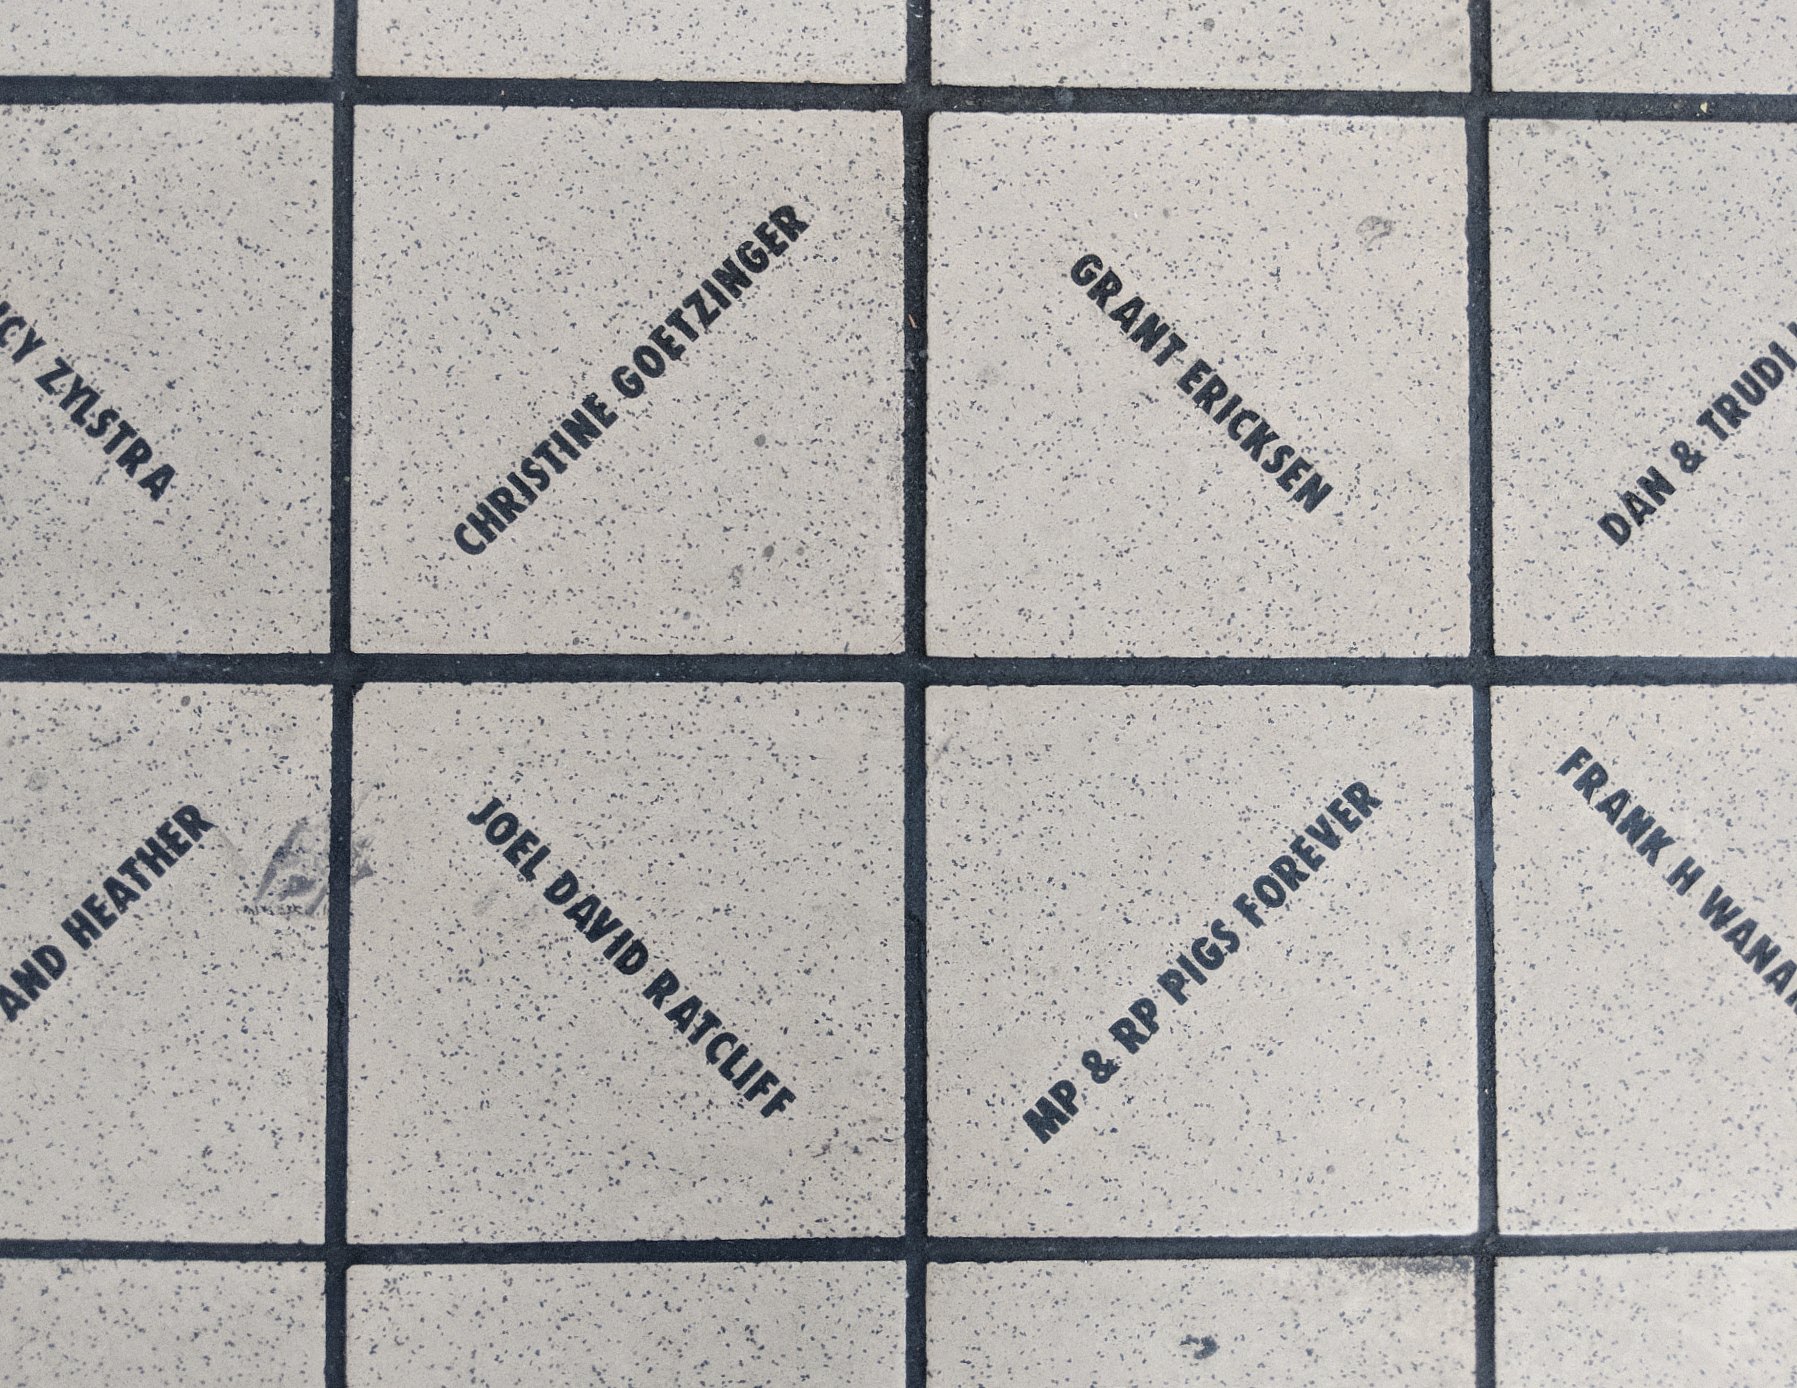 ZYLSTRA
CHRISTINE GOETZINGER
GRANT ERICKSEN
DAN & TRUDI
AND HEATHER
JOEL DAVID RATCLIFF
MP & RP PIGS FOREVER
FRANK H